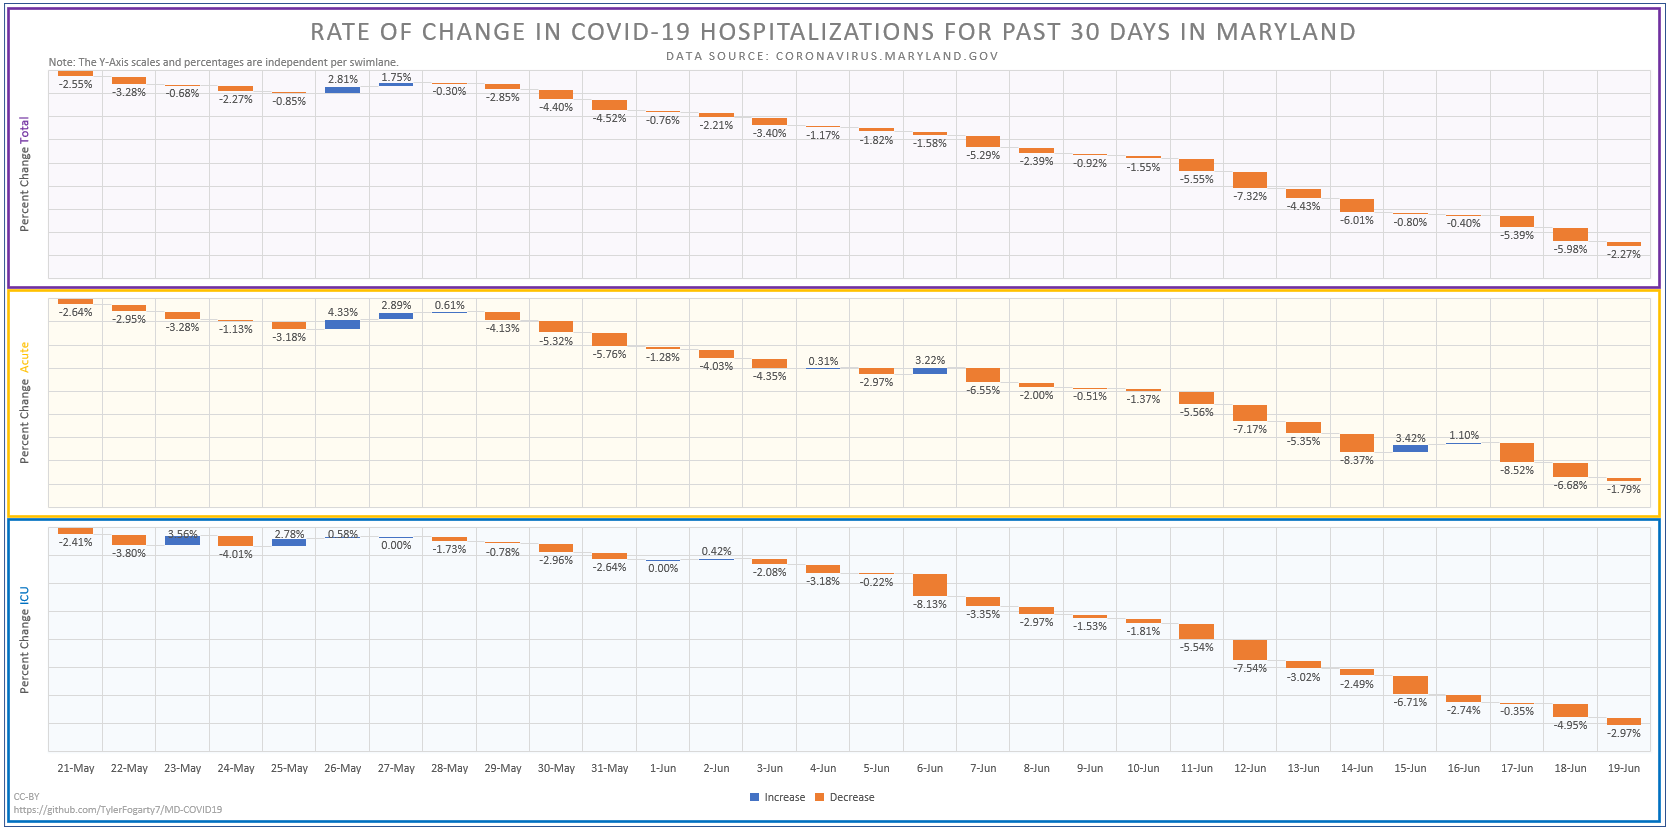 RATE OF CHANGE IN COVID-19 HOSPITALIZATIONS FOR PAST 30 DAYS IN MARYLAND
DATA SOURCE: CORONAVIRUS.MARYLAND.GOV
Note: The Y-Axis scales and percentages are independent per swimlane.
Percent Change Total
-2.55% -3.28% -0.68% -2.27% -0.85% 2.81% 1.75% -0.30% -2.85% -4.40% -4.52% -0.76% -2.21% -3.40% -1.17% -1.82% -1.58% -5.29% -2.39% -0.92% -1.55% -5.55% -7.32% -4.43% -6.01% -0.80% -0.40% -5.39% -5.98% -2.27%
Percent Change Acute
-2.64% -2.95% -3.28% -1.13% -3.18% 4.33% 2.89% 0.61% -4.13% -5.32% -5.76% -1.28% -4.03% -4.35% 0.31% -2.97% 3.22% -6.55% -2.00% -0.51% -1.37% -5.56% -7.17% -5.35% -8.37% 3.42% 1.10% -8.52% -6.68% -1.79%
Percent Change ICU
-2.41% -3.80% 3.56% -4.01% 2.78% 0.58% 0.00% -1.73% -0.78% -2.96% -2.64% 0.00% 0.42% -2.08% -3.18% -0.22% -8.13% -3.35% -2.97% -1.53% -1.81% -5.54% -7.54% -3.02% -2.49% -6.71% -2.74% -0.35% -4.95% -2.97%
21-May 22-May 23-May 24-May 25-May 26-May 27-May 28-May 29-May 30-May 31-May 1-Jun 2-Jun 3-Jun 4-Jun 5-Jun 6-Jun 7-Jun 8-Jun 9-Jun 10-Jun 11-Jun 12-Jun 13-Jun 14-Jun 15-Jun 16-Jun 17-Jun 18-Jun 19-Jun
Increase Decrease
CC-BY
https://github.com/TylerFogarty7/MD-COVID19